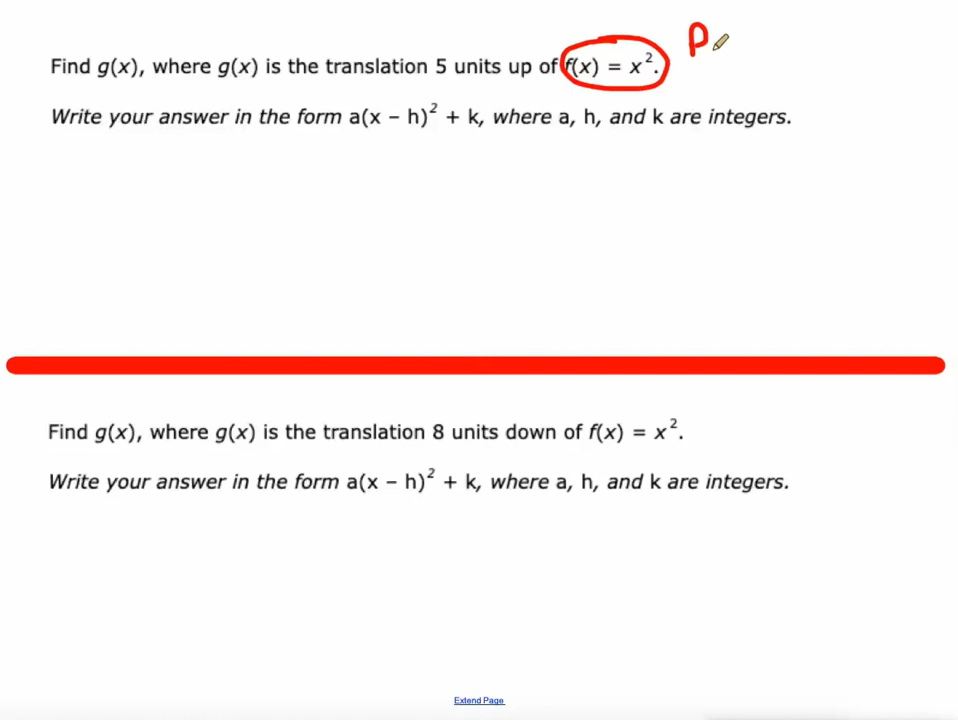 Find g(x), where g(x) is the translation 5 units up of f(x) = x². P
Write your answer in the form a(x − h)² + k, where a, h, and k are integers.
Find g(x), where g(x) is the translation 8 units down of f(x) = x².
Write your answer in the form a(x − h)² + k, where a, h, and k are integers.
Extend Page